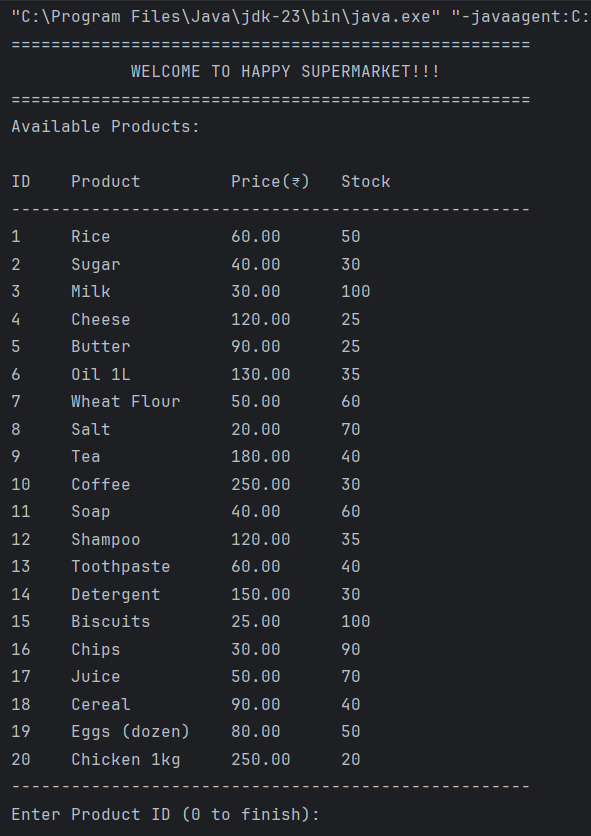 "C:\Program Files\Java\jdk-23\bin\java.exe" "-javaagent:C:
====================================================
            WELCOME TO HAPPY SUPERMARKET!!!
====================================================
Available Products:
ID    Product         Price(₹)   Stock
----------------------------------------------------
1     Rice            60.00      50
2     Sugar           40.00      30
3     Milk            30.00      100
4     Cheese          120.00     25
5     Butter          90.00      25
6     Oil 1L          130.00     35
7     Wheat Flour     50.00      60
8     Salt            20.00      70
9     Tea             180.00     40
10    Coffee          250.00     30
11    Soap            40.00      60
12    Shampoo         120.00     35
13    Toothpaste      60.00      40
14    Detergent       150.00     30
15    Biscuits        25.00      100
16    Chips           30.00      90
17    Juice           50.00      70
18    Cereal          90.00      40
19    Eggs (dozen)    80.00      50
20    Chicken 1kg     250.00     20
----------------------------------------------------
Enter Product ID (0 to finish):